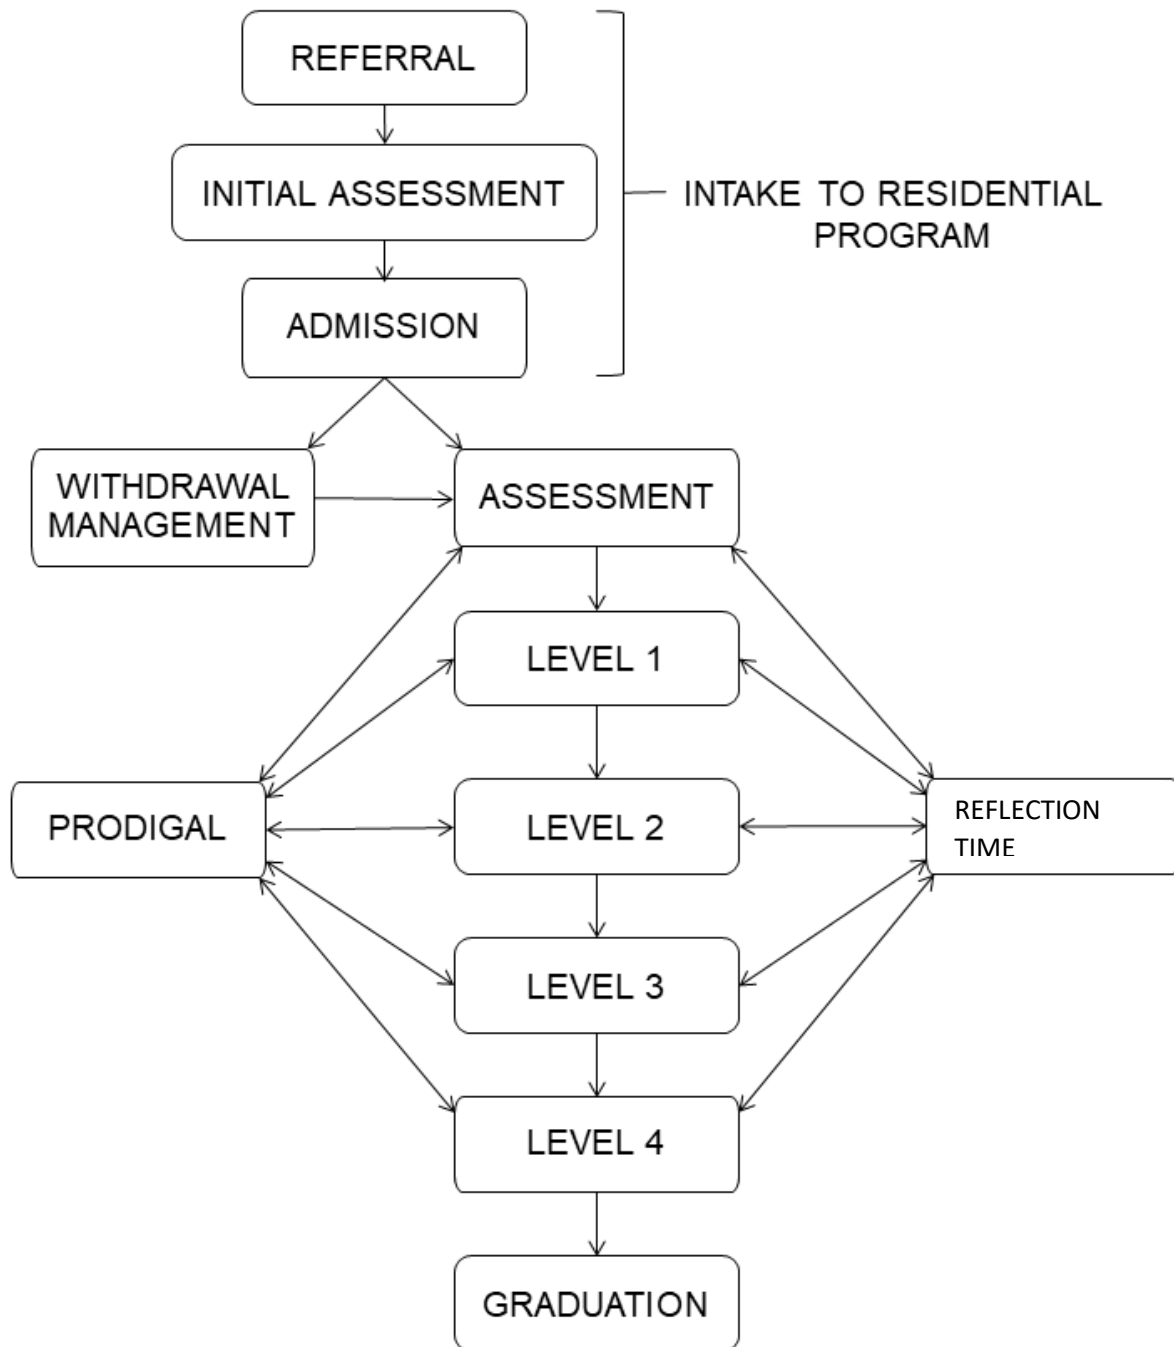 REFERRAL
INITIAL ASSESSMENT
INTAKE TO RESIDENTIAL
PROGRAM
ADMISSION
WITHDRAWAL
MANAGEMENT
ASSESSMENT
LEVEL 1
PRODIGAL
LEVEL 2
REFLECTION
TIME
LEVEL 3
LEVEL 4
GRADUATION